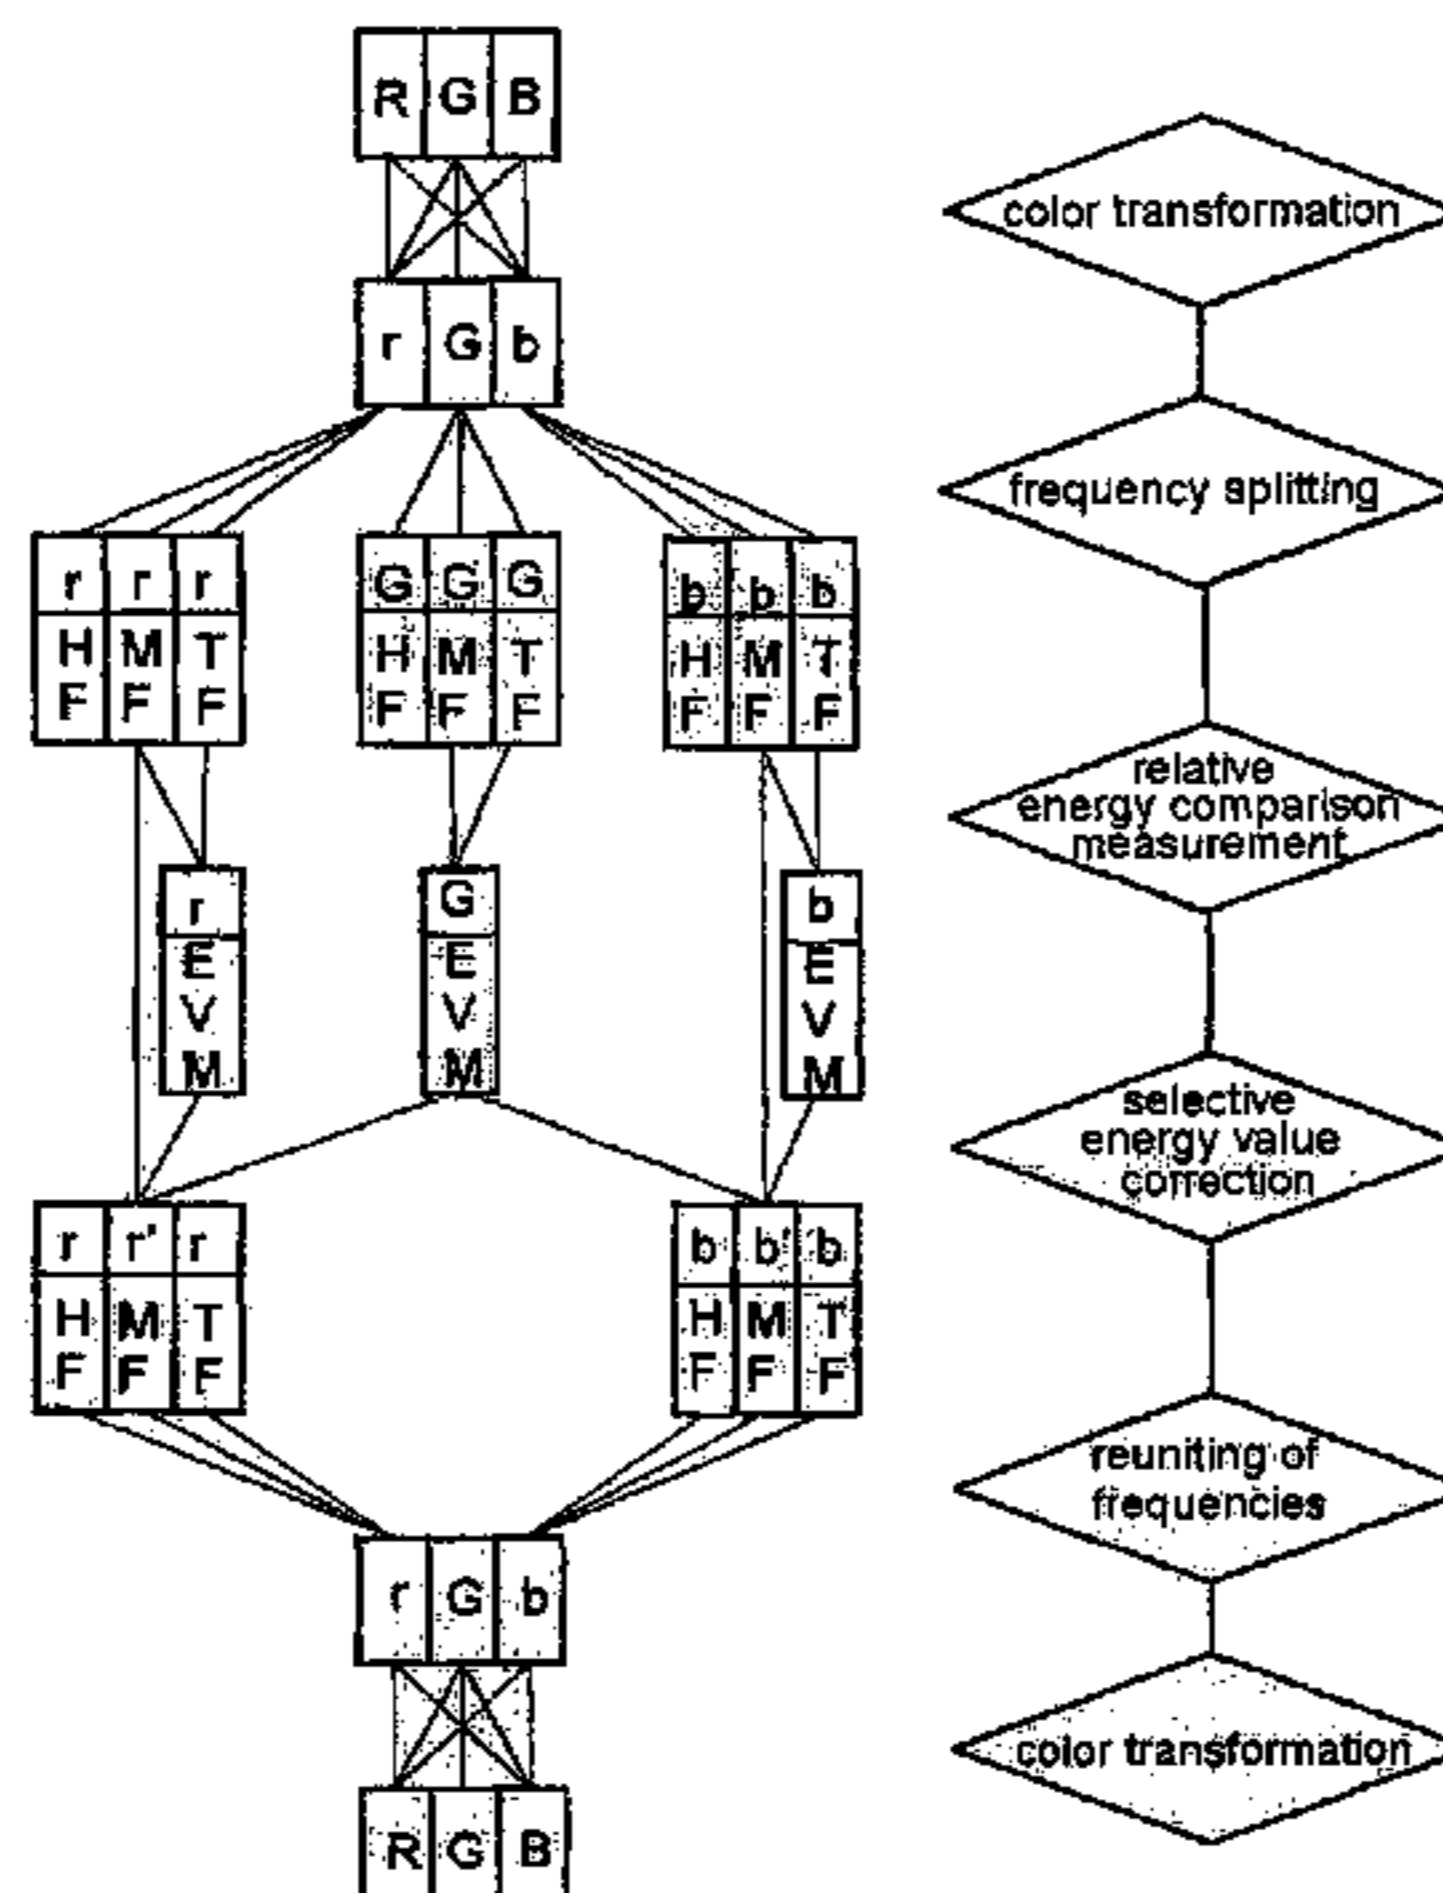 R G B
color transformation
r G b
frequency splitting
r r r
G G G
b b b
H M T
F F F
H M T
F F F
H M T
F F F
relative
energy comparison
measurement
r
E
V
M
G
E
V
M
b
E
V
M
selective
energy value
correction
r r' r
b b' b
H M T
F F F
H M T
F F F
reuniting of
frequencies
r G b
color transformation
R G B